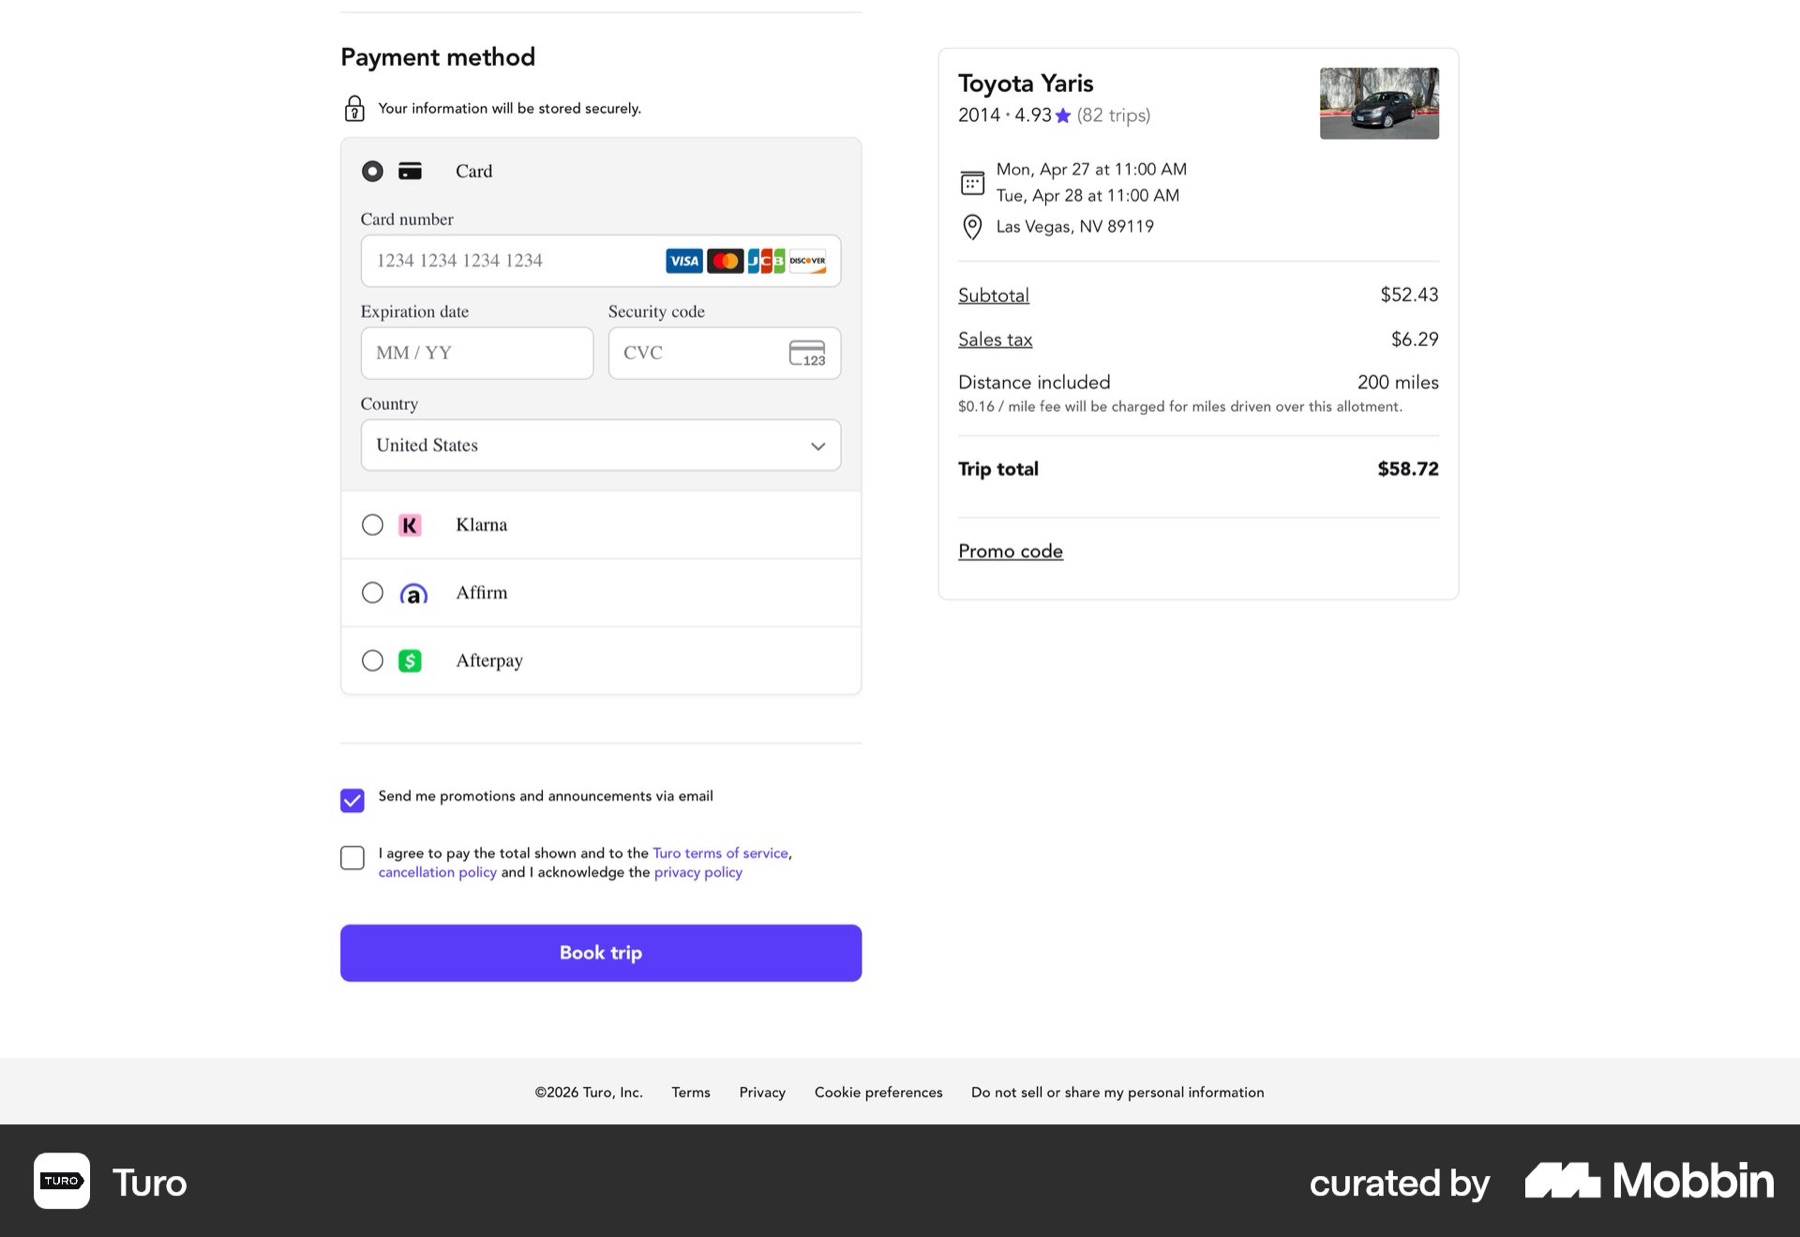 Payment method
Your information will be stored securely.
Card
Card number
1234 1234 1234 1234
VISA
JCB
DISCOVER
Expiration date
Security code
MM / YY
CVC
123
Country
United States
K
Klarna
a
Affirm
$
Afterpay
Send me promotions and announcements via email
I agree to pay the total shown and to the Turo terms of service,
cancellation policy and I acknowledge the privacy policy
Book trip
Toyota Yaris
2014 · 4.93★ (82 trips)
Mon, Apr 27 at 11:00 AM
Tue, Apr 28 at 11:00 AM
Las Vegas, NV 89119
Subtotal $52.43
Sales tax $6.29
Distance included 200 miles
$0.16 / mile fee will be charged for miles driven over this allotment.
Trip total $58.72
Promo code
©2026 Turo, Inc. Terms Privacy Cookie preferences Do not sell or share my personal information
TURO
Turo
curated by Mobbin